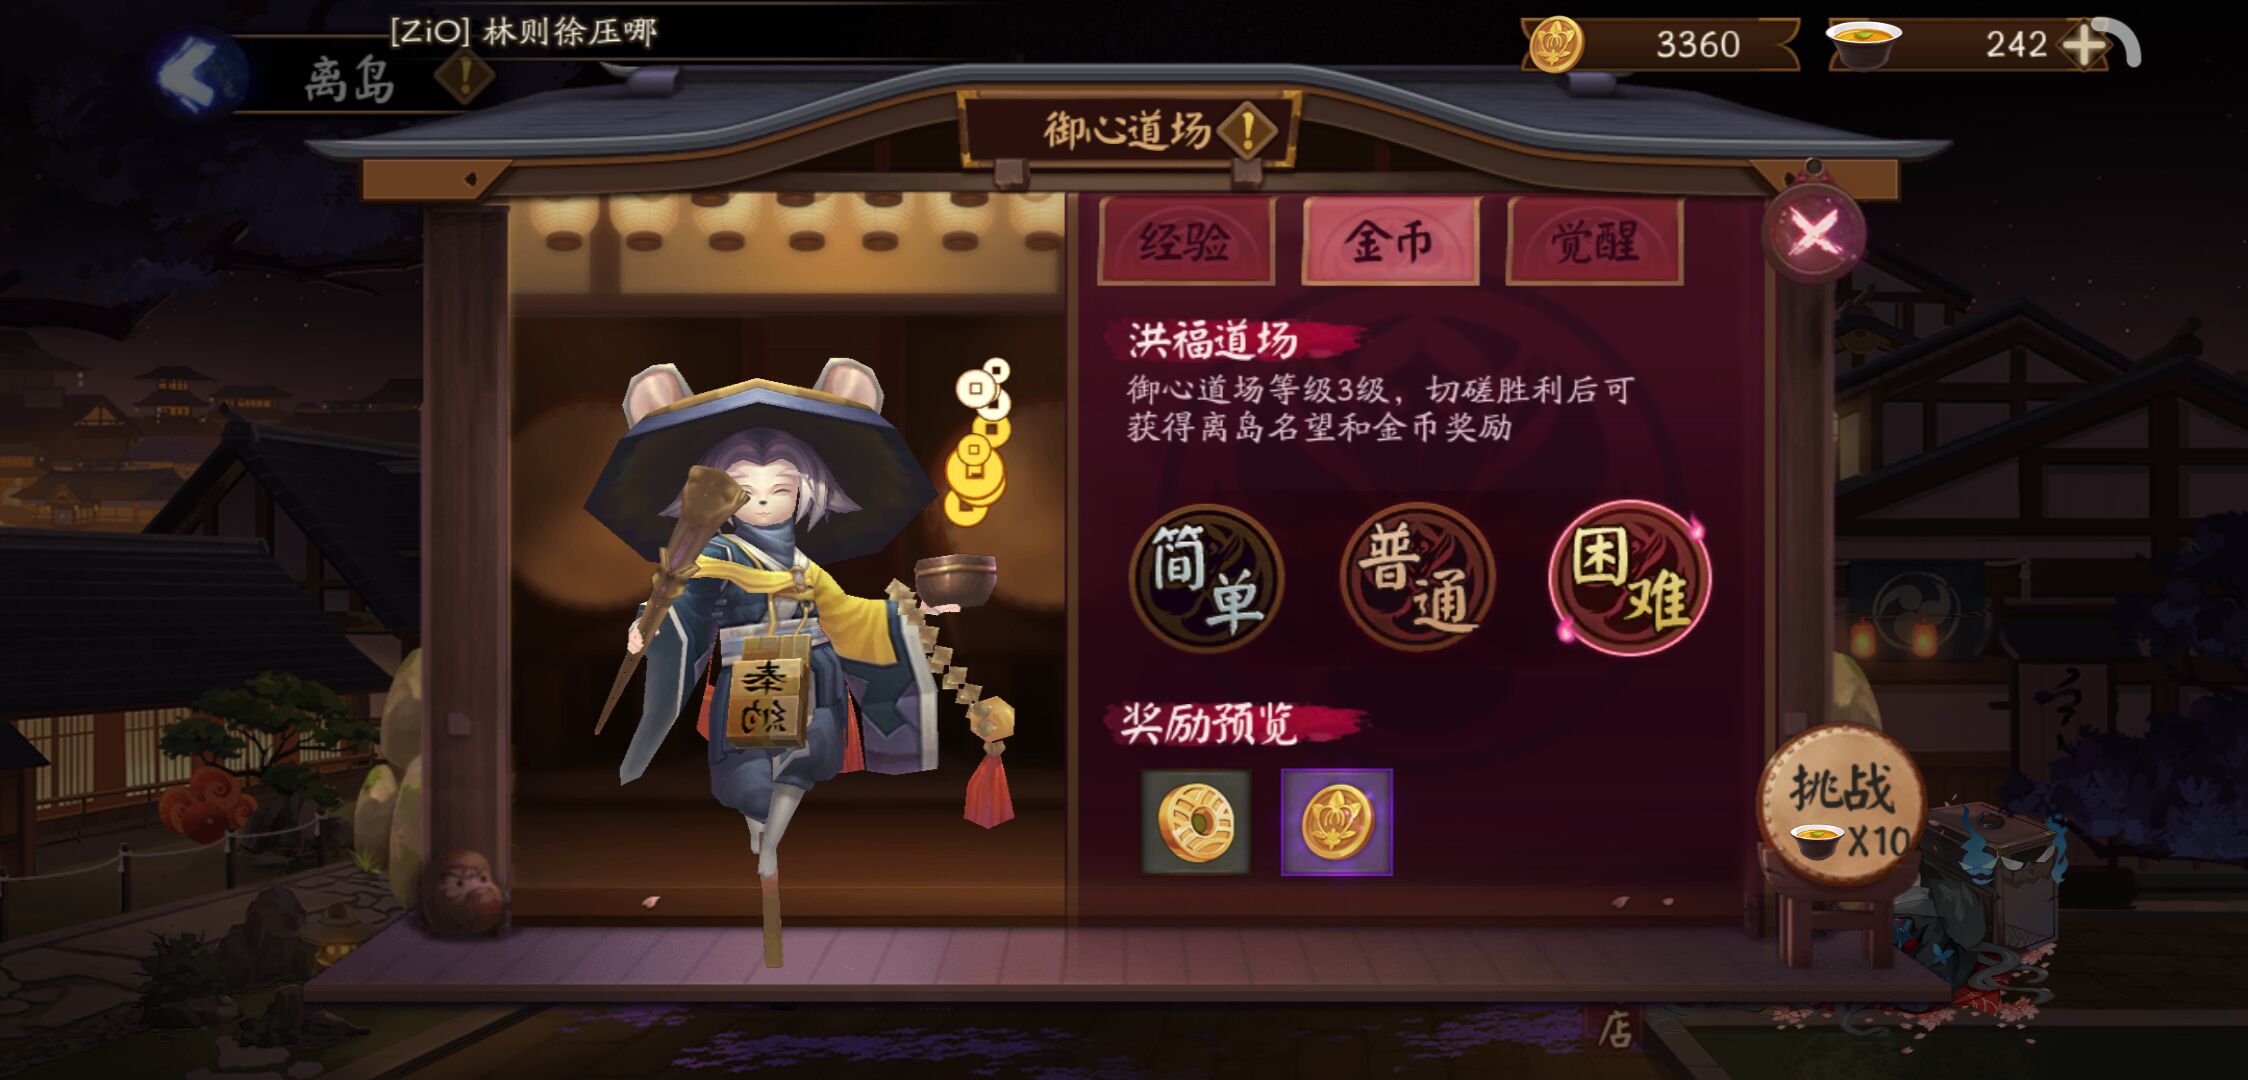 [ZiO] 林则徐压哪
3360
242
离岛
御心道场
经验
金币
觉醒
洪福道场
御心道场等级3级，切磋胜利后可
获得离岛名望和金币奖励
简单
普通
困难
奉納
奖励预览
挑战
X10
店